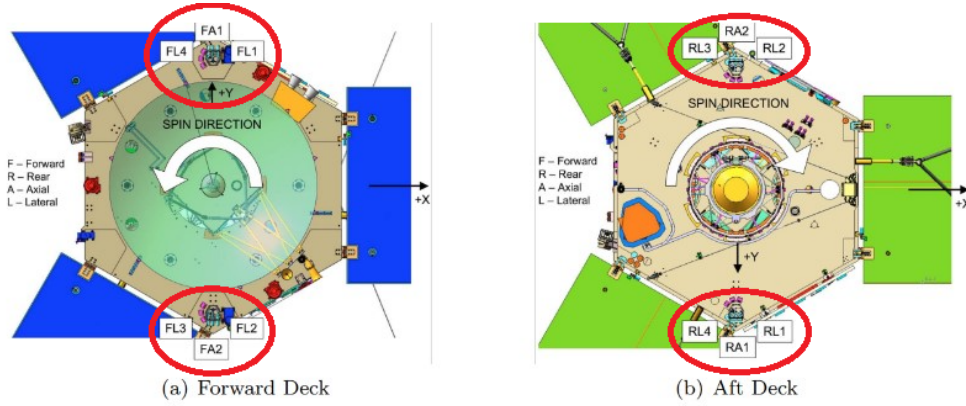 FA1
FL4 FL1
+Y
SPIN DIRECTION
F – Forward
R – Rear
A – Axial
L – Lateral
+X
FL3 FL2
FA2
(a) Forward Deck
RA2
RL3 RL2
SPIN DIRECTION
F – Forward
R – Rear
A – Axial
L – Lateral
+X
+Y
RL4 RL1
RA1
(b) Aft Deck